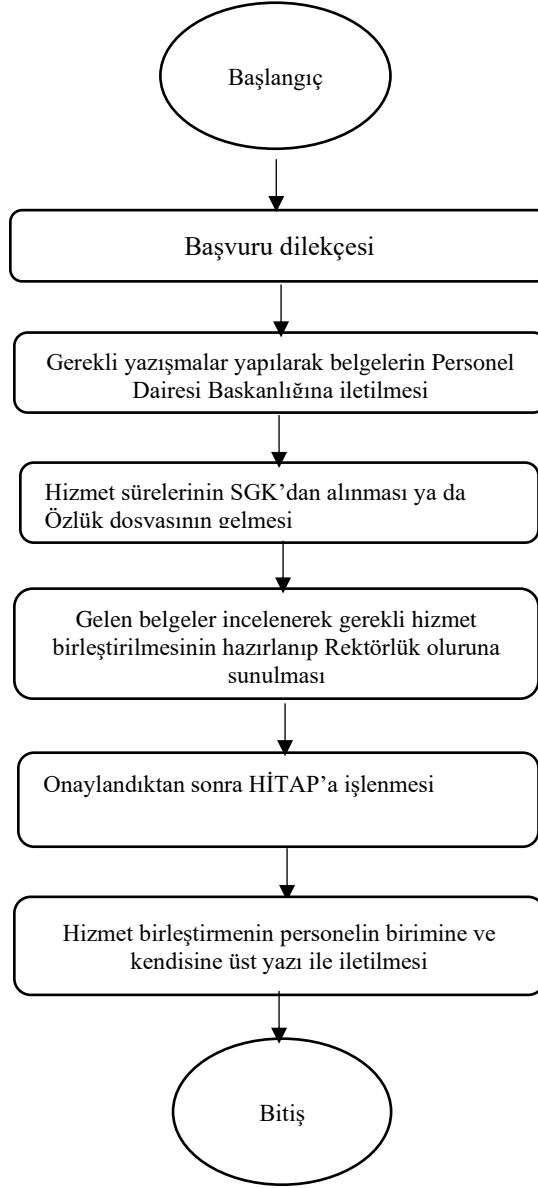 Başlangıç
Başvuru dilekçesi
Gerekli yazışmalar yapılarak belgelerin Personel
Dairesi Baskanlığına iletilmesi
Hizmet sürelerinin SGK’dan alınması ya da
Özlük dosyasının gelmesi
Gelen belgeler incelenerek gerekli hizmet
birleştirilmesinin hazırlanıp Rektörlük oluruna
sunulması
Onaylandıktan sonra HİTAP’a işlenmesi
Hizmet birleştirmenin personelin birimine ve
kendisine üst yazı ile iletilmesi
Bitiş